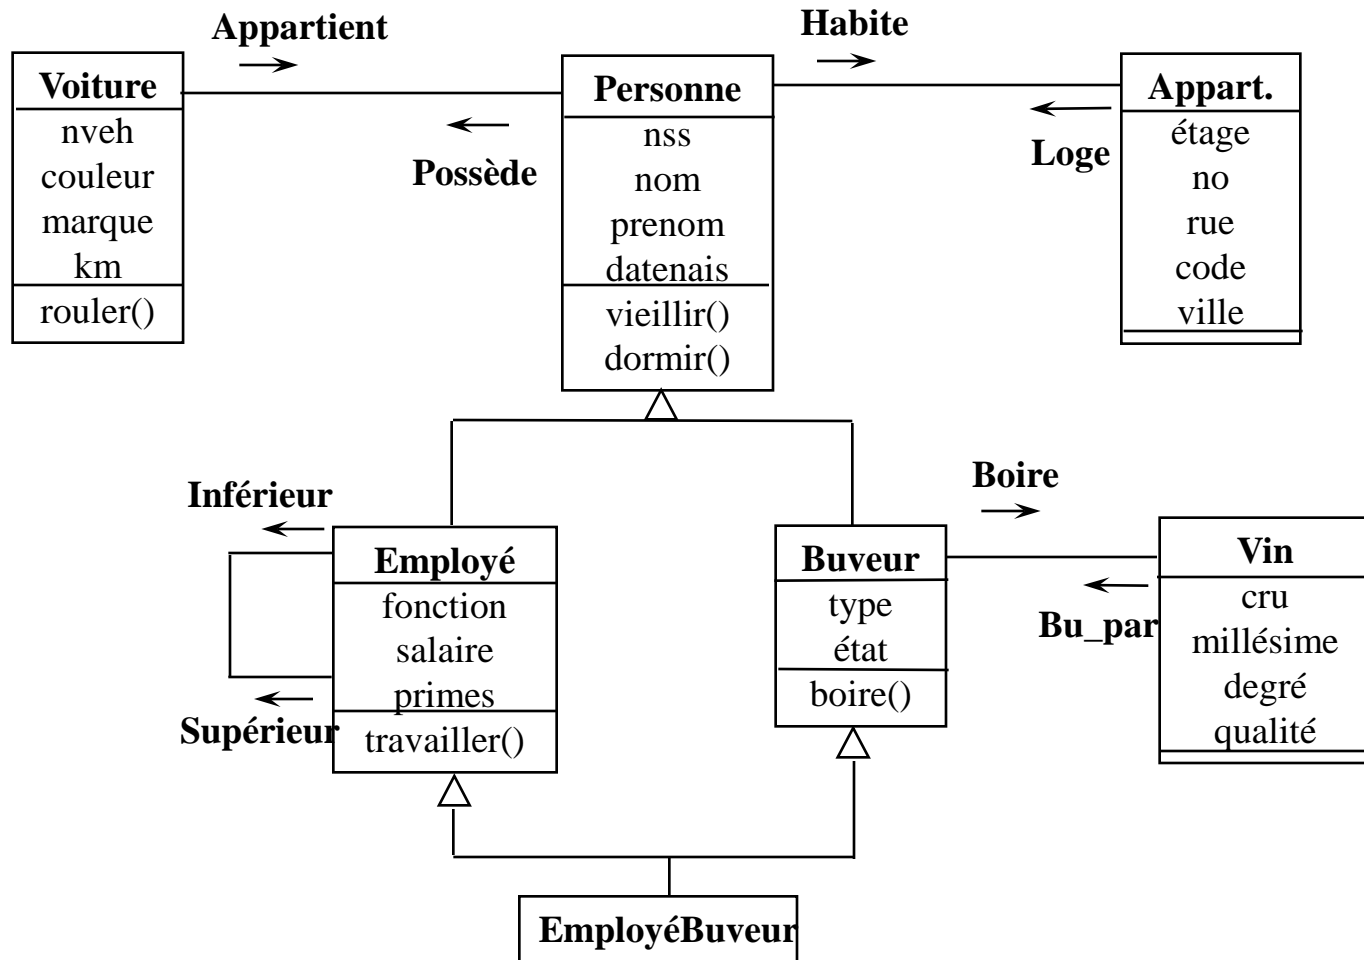 Appartient
Habite
Voiture
nveh
couleur
marque
km
rouler()
Possède
Personne
nss
nom
prenom
datenais
vieillir()
dormir()
Loge
Appart.
étage
no
rue
code
ville
Inférieur
Supérieur
Employé
fonction
salaire
primes
travailler()
Buveur
type
état
boire()
Boire
Bu_par
Vin
cru
millésime
degré
qualité
EmployéBuveur